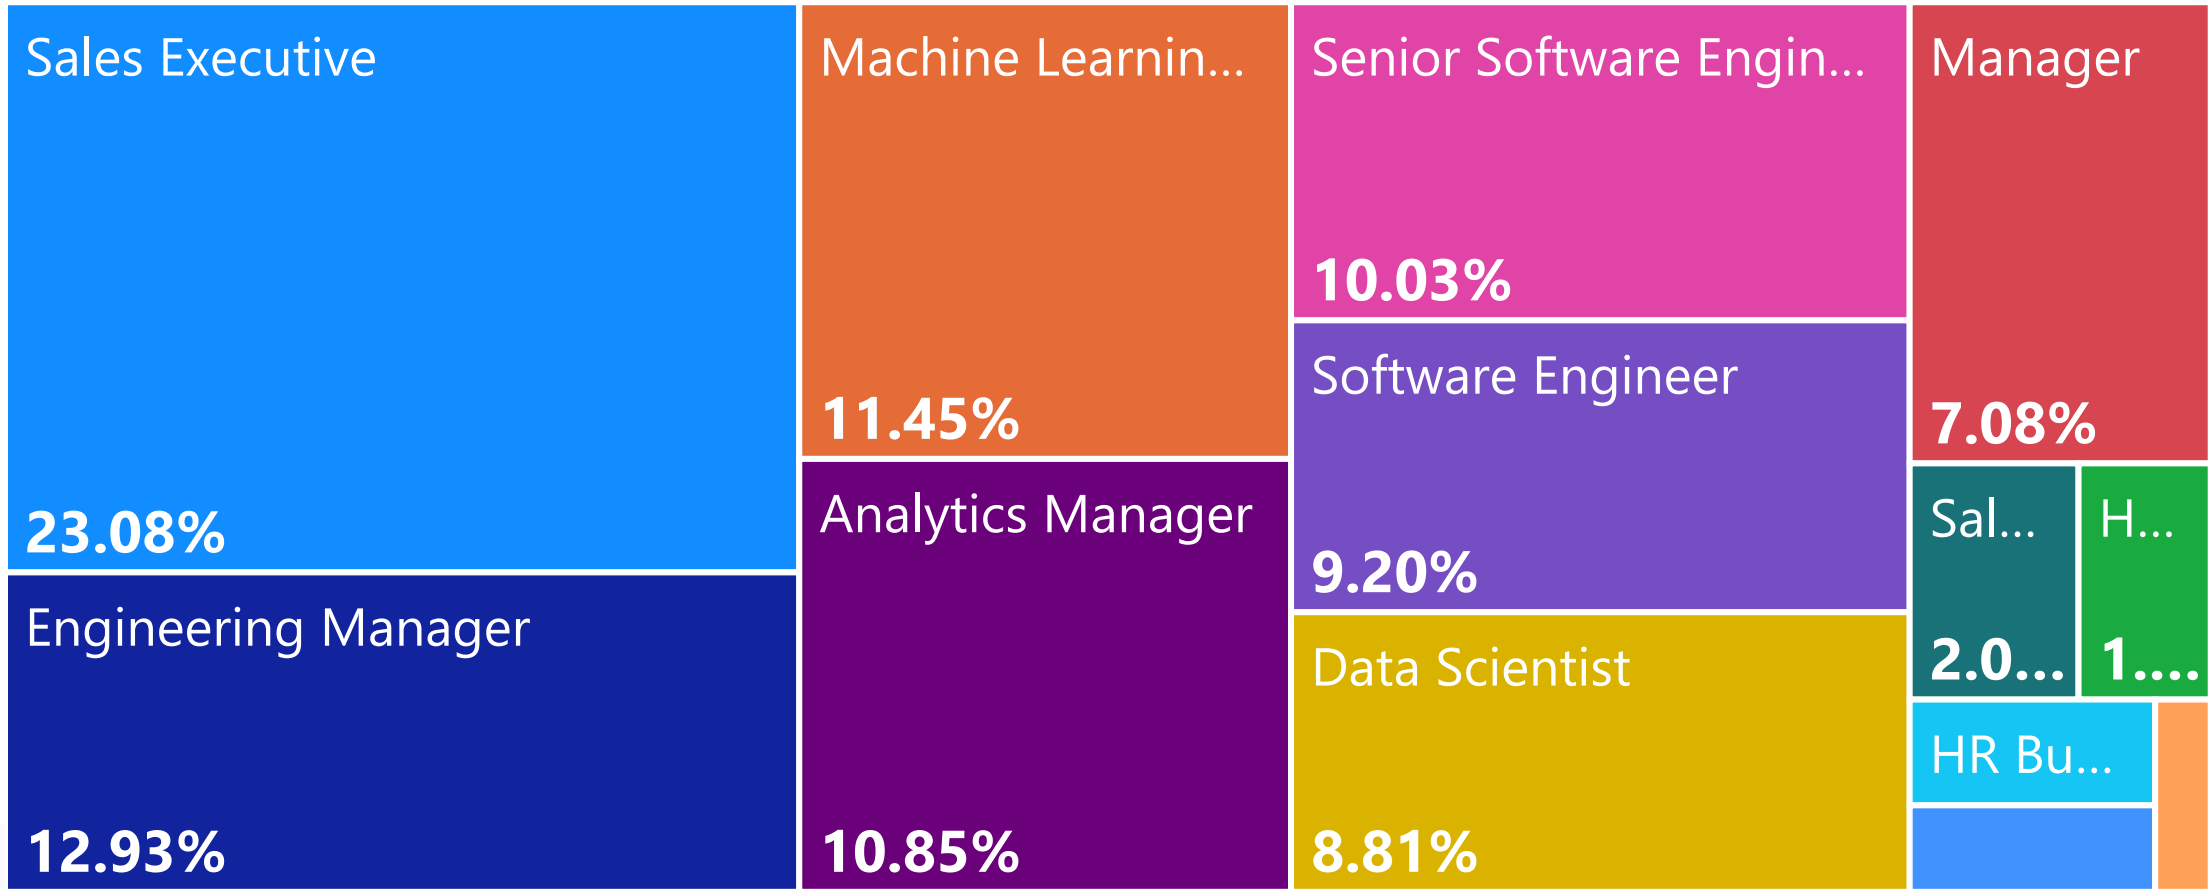 Sales Executive
23.08%
Engineering Manager
12.93%
Machine Learnin...
11.45%
Analytics Manager
10.85%
Senior Software Engin...
10.03%
Software Engineer
9.20%
Data Scientist
8.81%
Manager
7.08%
Sal...
2.0...
H...
1....
HR Bu...